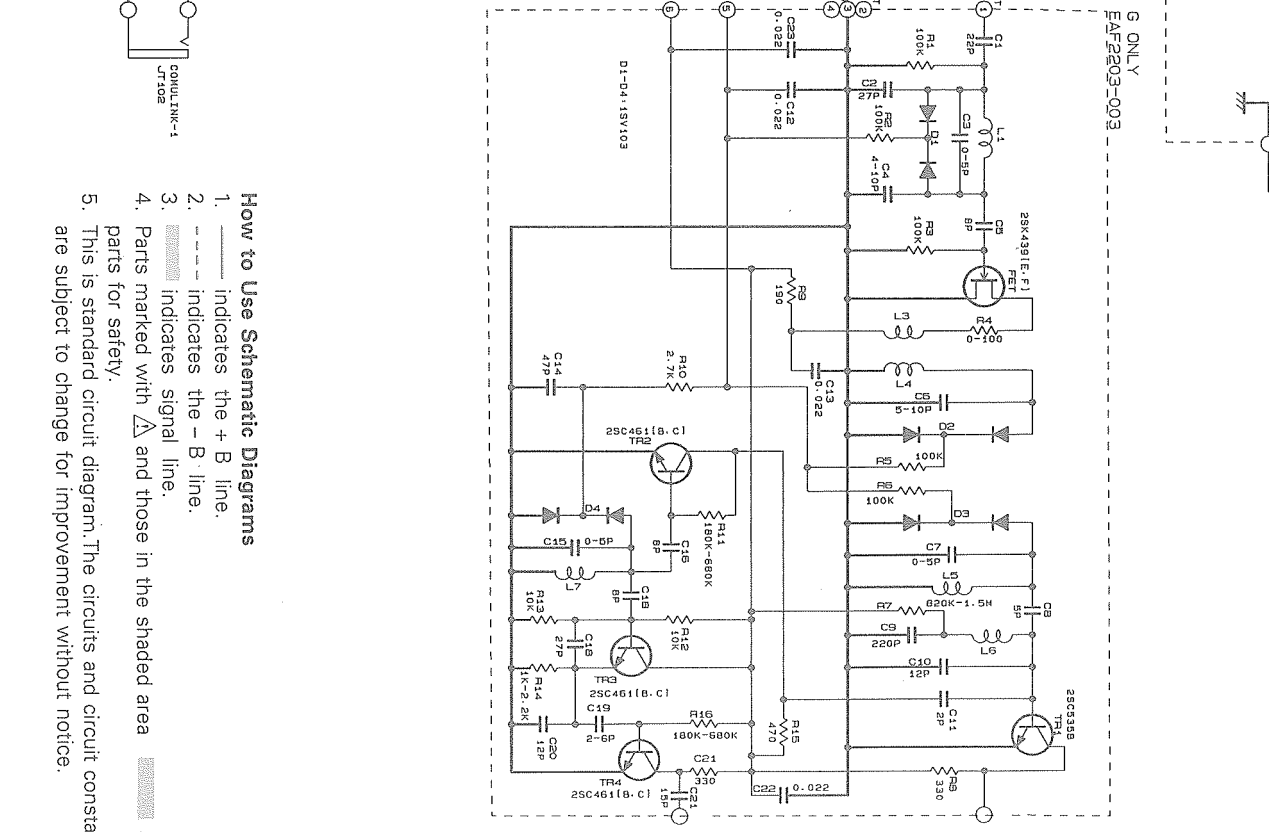 G ONLY
EAF2203-003
T
1
T
2
3
4
5
6
C1
22P
R1
100K
C23
0.022
C2
27P
C12
0.022
R2
100K
D1
C3
0-5P
L1
C4
4-10P
D1-D4:1SV103
C5
8P
R3
100K
2SK439(E,F)
FET
R9
190
L3
R4
0-100
L4
C13
0.022
C6
5-10P
C14
47P
R10
2.7K
2SC461(B,C)
TR2
D2
R5
100K
R6
100K
D3
D4
R11
180K-680K
C15
0-5P
C16
8P
L7
C7
0-5P
L5
820K-1.5M
C8
5P
R7
C9
220P
L6
R13
10K
C18
8P
R12
10K
C18
27P
TR3
2SC461(B,C)
R14
1K-2.2K
C10
12P
C11
2P
2SC535B
TR1
C19
2-6P
C20
12P
R16
180K-680K
R15
470
TR4
2SC461(B,C)
C21
330
C21
15P
C22
0.022
R8
330
COMULINK-1
JT102
How to Use Schematic Diagrams
1. indicates the + B line.
2. ---- indicates the – B line.
3. indicates signal line.
4. Parts marked with ⚠ and those in the shaded area
parts for safety.
5. This is standard circuit diagram.The circuits and circuit consta
are subject to change for improvement without notice.